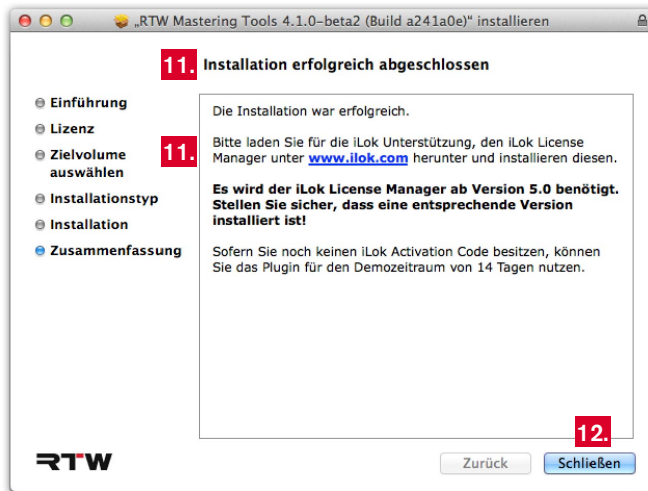 „RTW Mastering Tools 4.1.0-beta2 (Build a241a0e)“ installieren
11. Installation erfolgreich abgeschlossen
Einführung
Lizenz
Zielvolume
auswählen
Installationstyp
Installation
Zusammenfassung
11.
Die Installation war erfolgreich.
Bitte laden Sie für die iLok Unterstützung, den iLok License
Manager unter www.ilok.com herunter und installieren diesen.
Es wird der iLok License Manager ab Version 5.0 benötigt.
Stellen Sie sicher, dass eine entsprechende Version
installiert ist!
Sofern Sie noch keinen iLok Activation Code besitzen, können
Sie das Plugin für den Demozeitraum von 14 Tagen nutzen.
12.
RTW
Zurück
Schließen